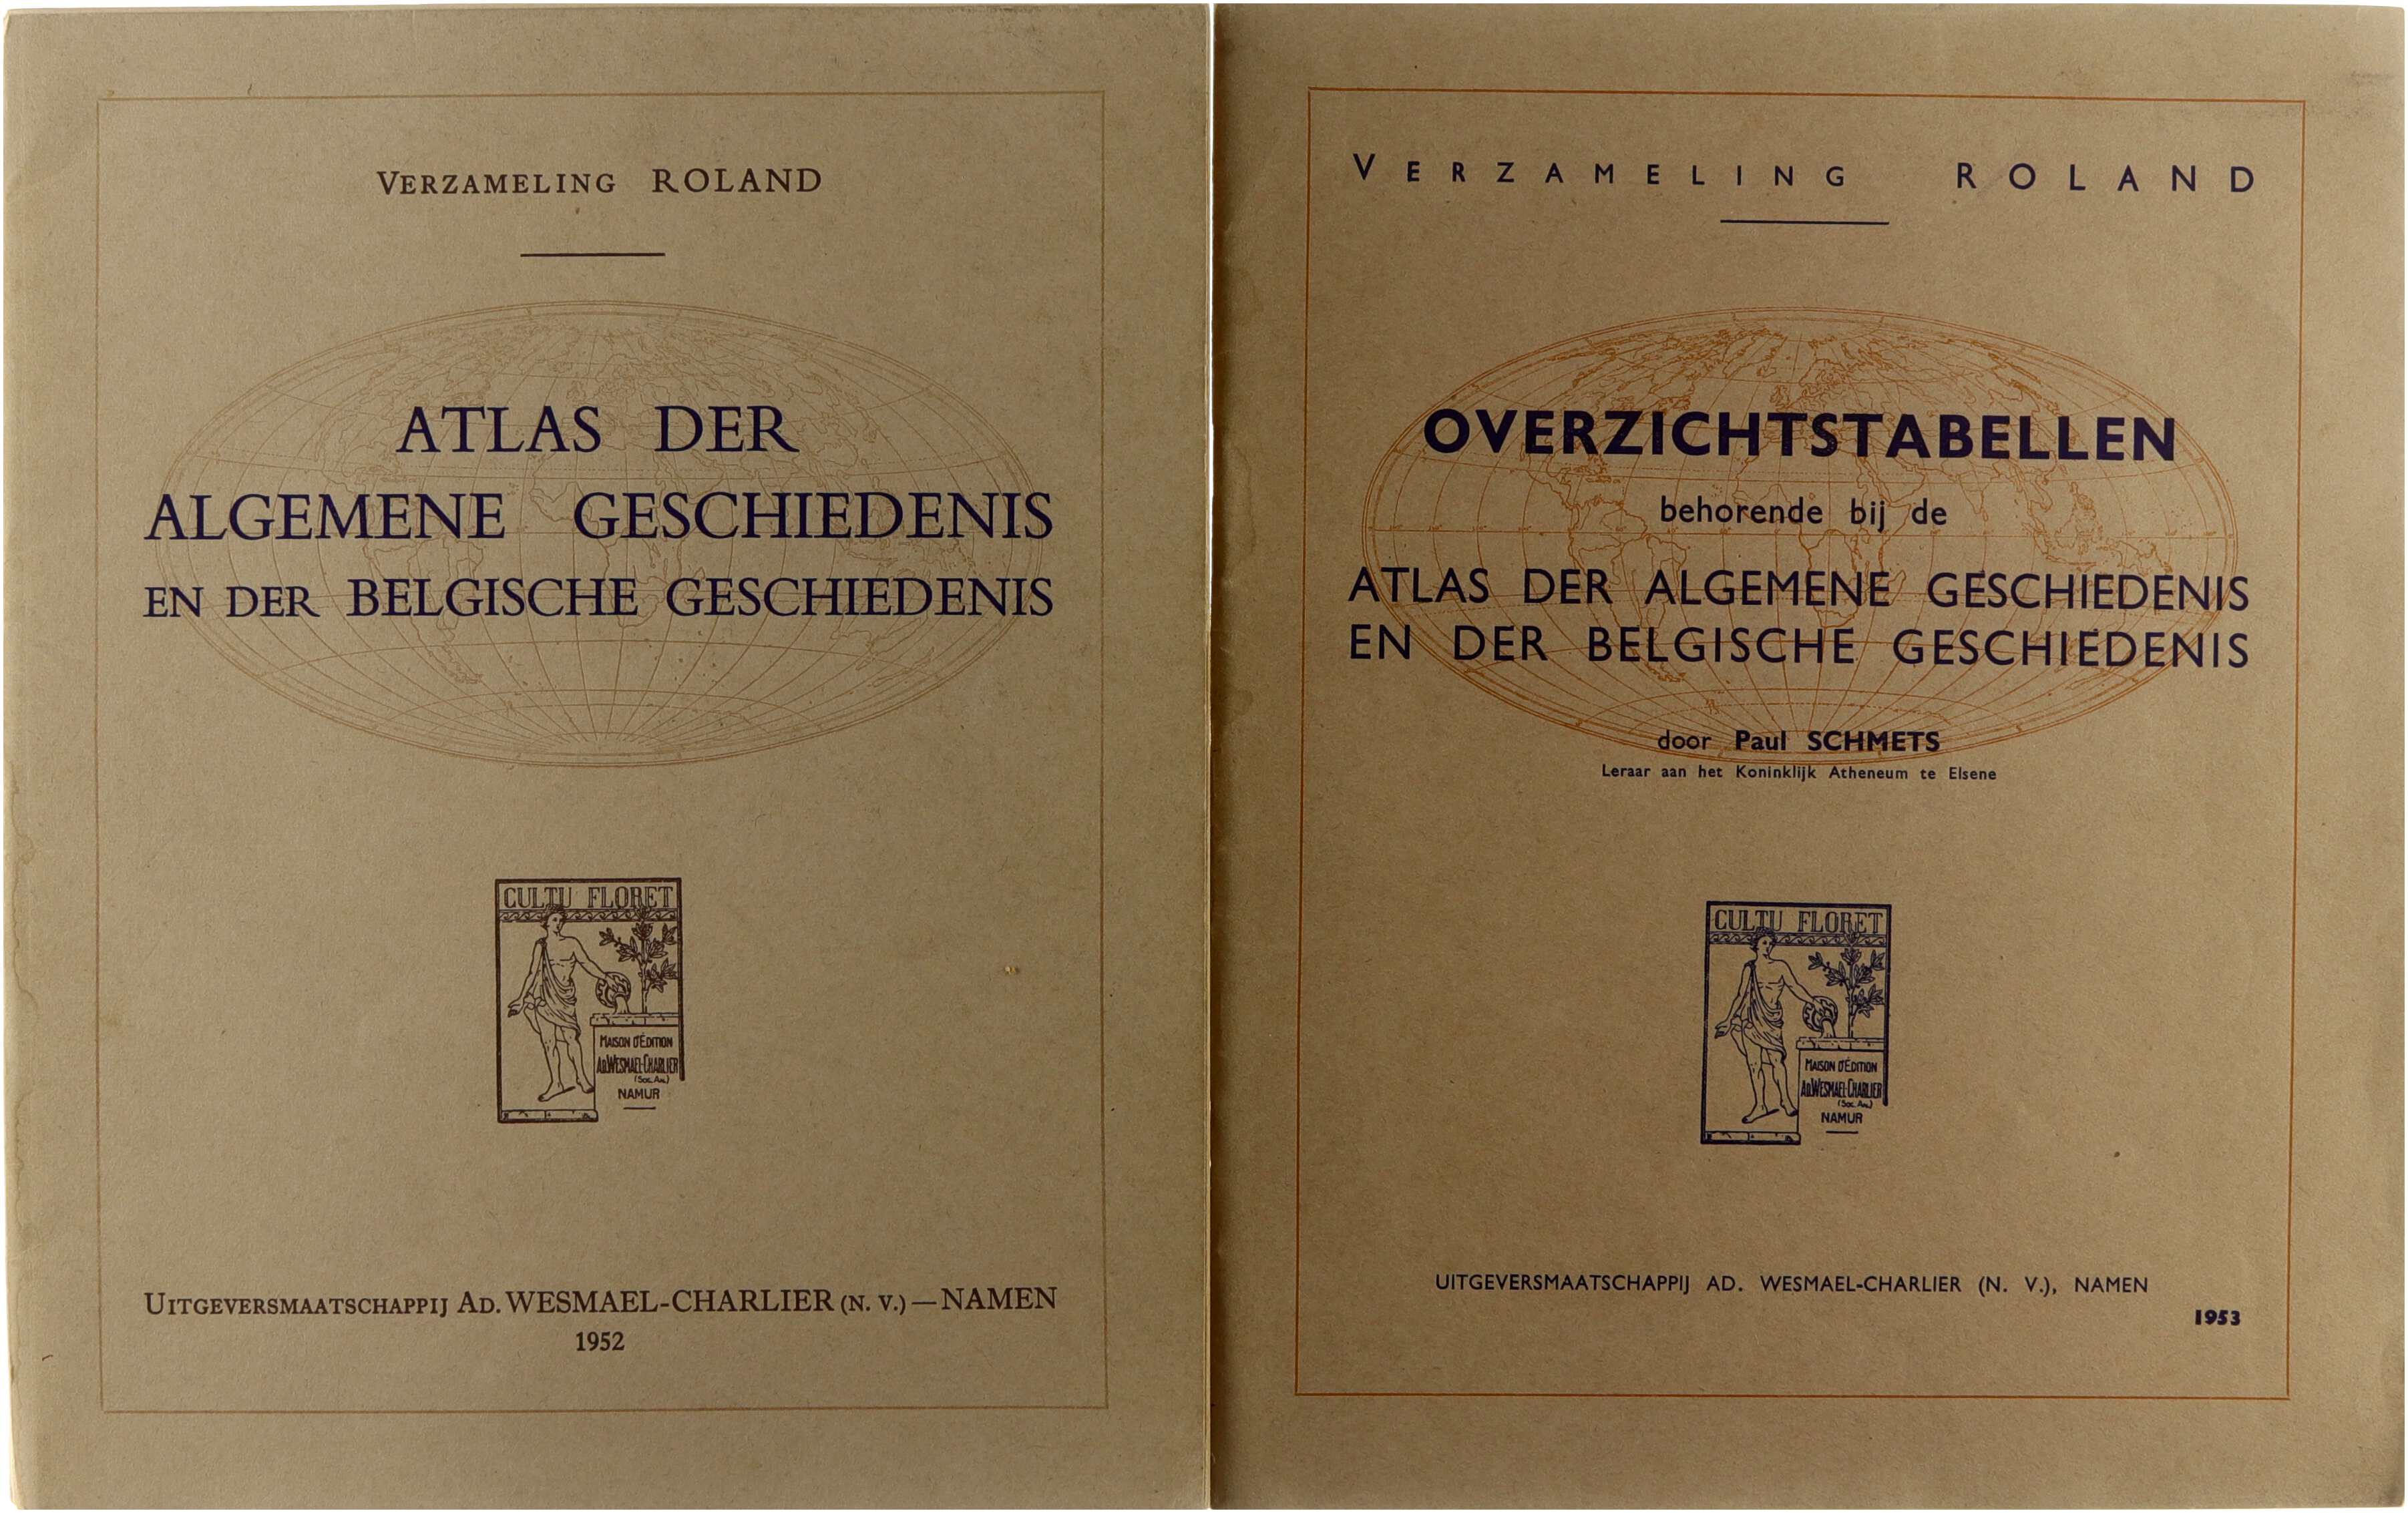 VERZAMELING ROLAND
ATLAS DER
ALGEMENE GESCHIEDENIS
EN DER BELGISCHE GESCHIEDENIS
CULTU FLORET
MAISON D'ÉDITION
AD. WESMAEL-CHARLIER
(Soc. An.)
NAMUR
UITGEVERSMAATSCHAPPIJ AD. WESMAEL-CHARLIER (N. V.) — NAMEN
1952
VERZAMELING ROLAND
OVERZICHTSTABELLEN
behorende bij de
ATLAS DER ALGEMENE GESCHIEDENIS
EN DER BELGISCHE GESCHIEDENIS
door Paul SCHMETS
Leraar aan het Koninklijk Atheneum te Elsene
CULTU FLORET
MAISON D'ÉDITION
AD. WESMAEL-CHARLIER
(Soc. An.)
NAMUR
UITGEVERSMAATSCHAPPIJ AD. WESMAEL-CHARLIER (N. V.), NAMEN
1953